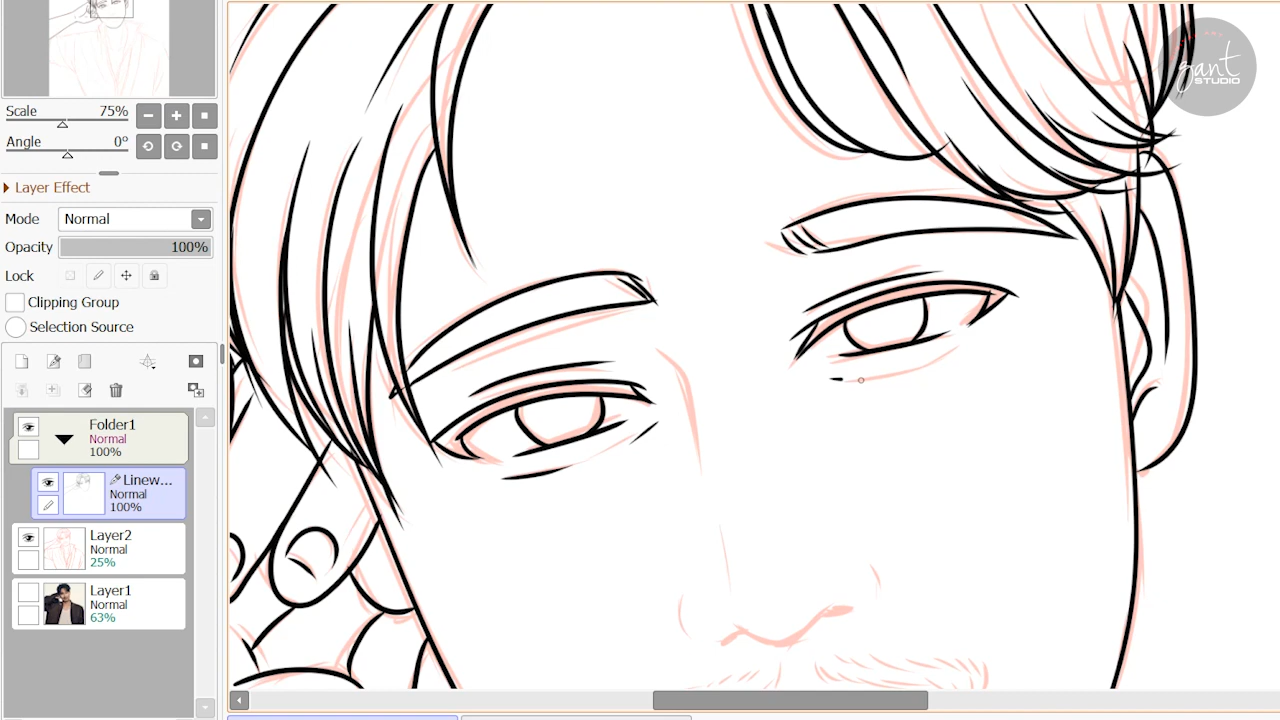 gant
STUDIO
Scale 75%
Angle 0°
Layer Effect
Mode Normal
Opacity 100%
Lock
Clipping Group
Selection Source
Folder1
Normal
100%
Linew...
Normal
100%
Layer2
Normal
25%
Layer1
Normal
63%